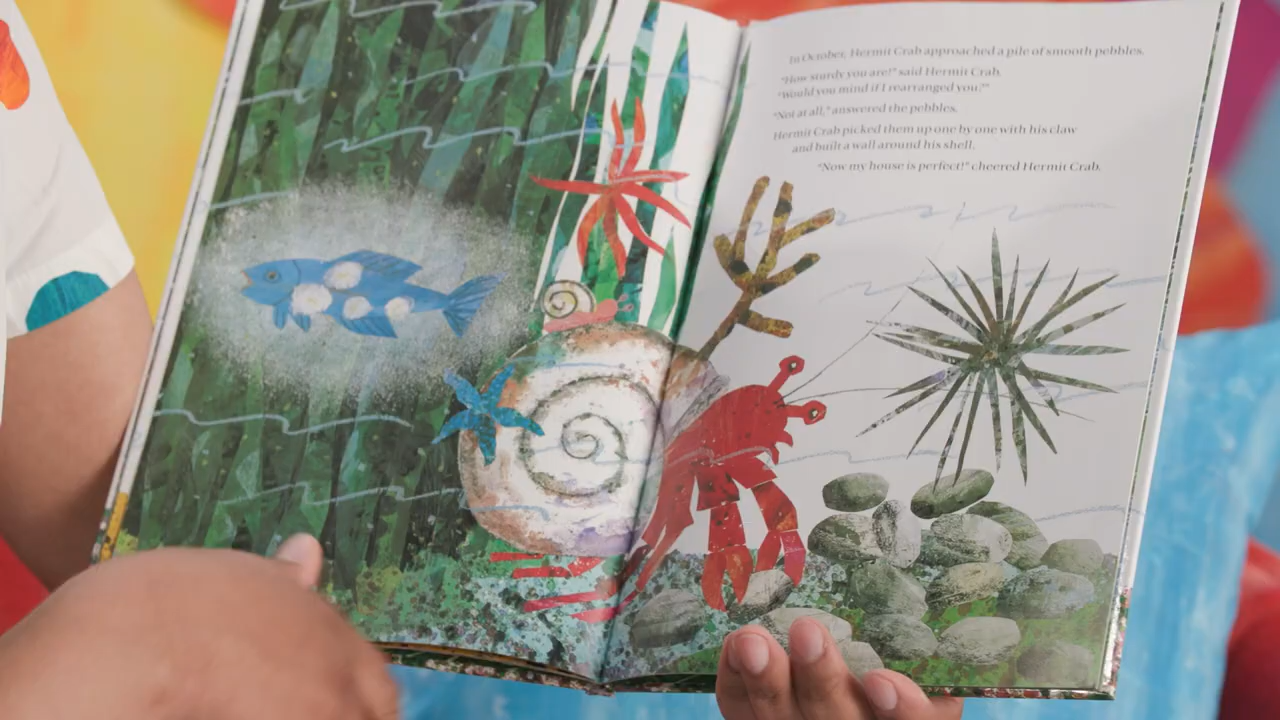 In October, Hermit Crab approached a pile of smooth pebbles.
"How sturdy you are!" said Hermit Crab.
"Would you mind if I rearranged you?"
"Not at all," answered the pebbles.
Hermit Crab picked them up one by one with his claw
and built a wall around his shell.
"Now my house is perfect!" cheered Hermit Crab.